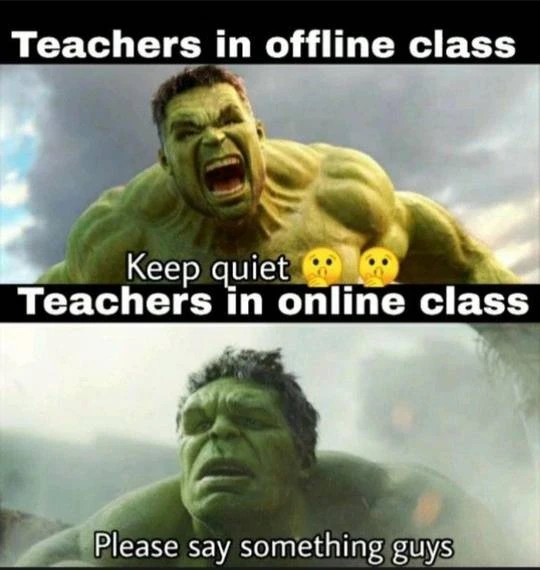 Teachers in offline class
Keep quiet 🤫 🤫
Teachers in online class
Please say something guys